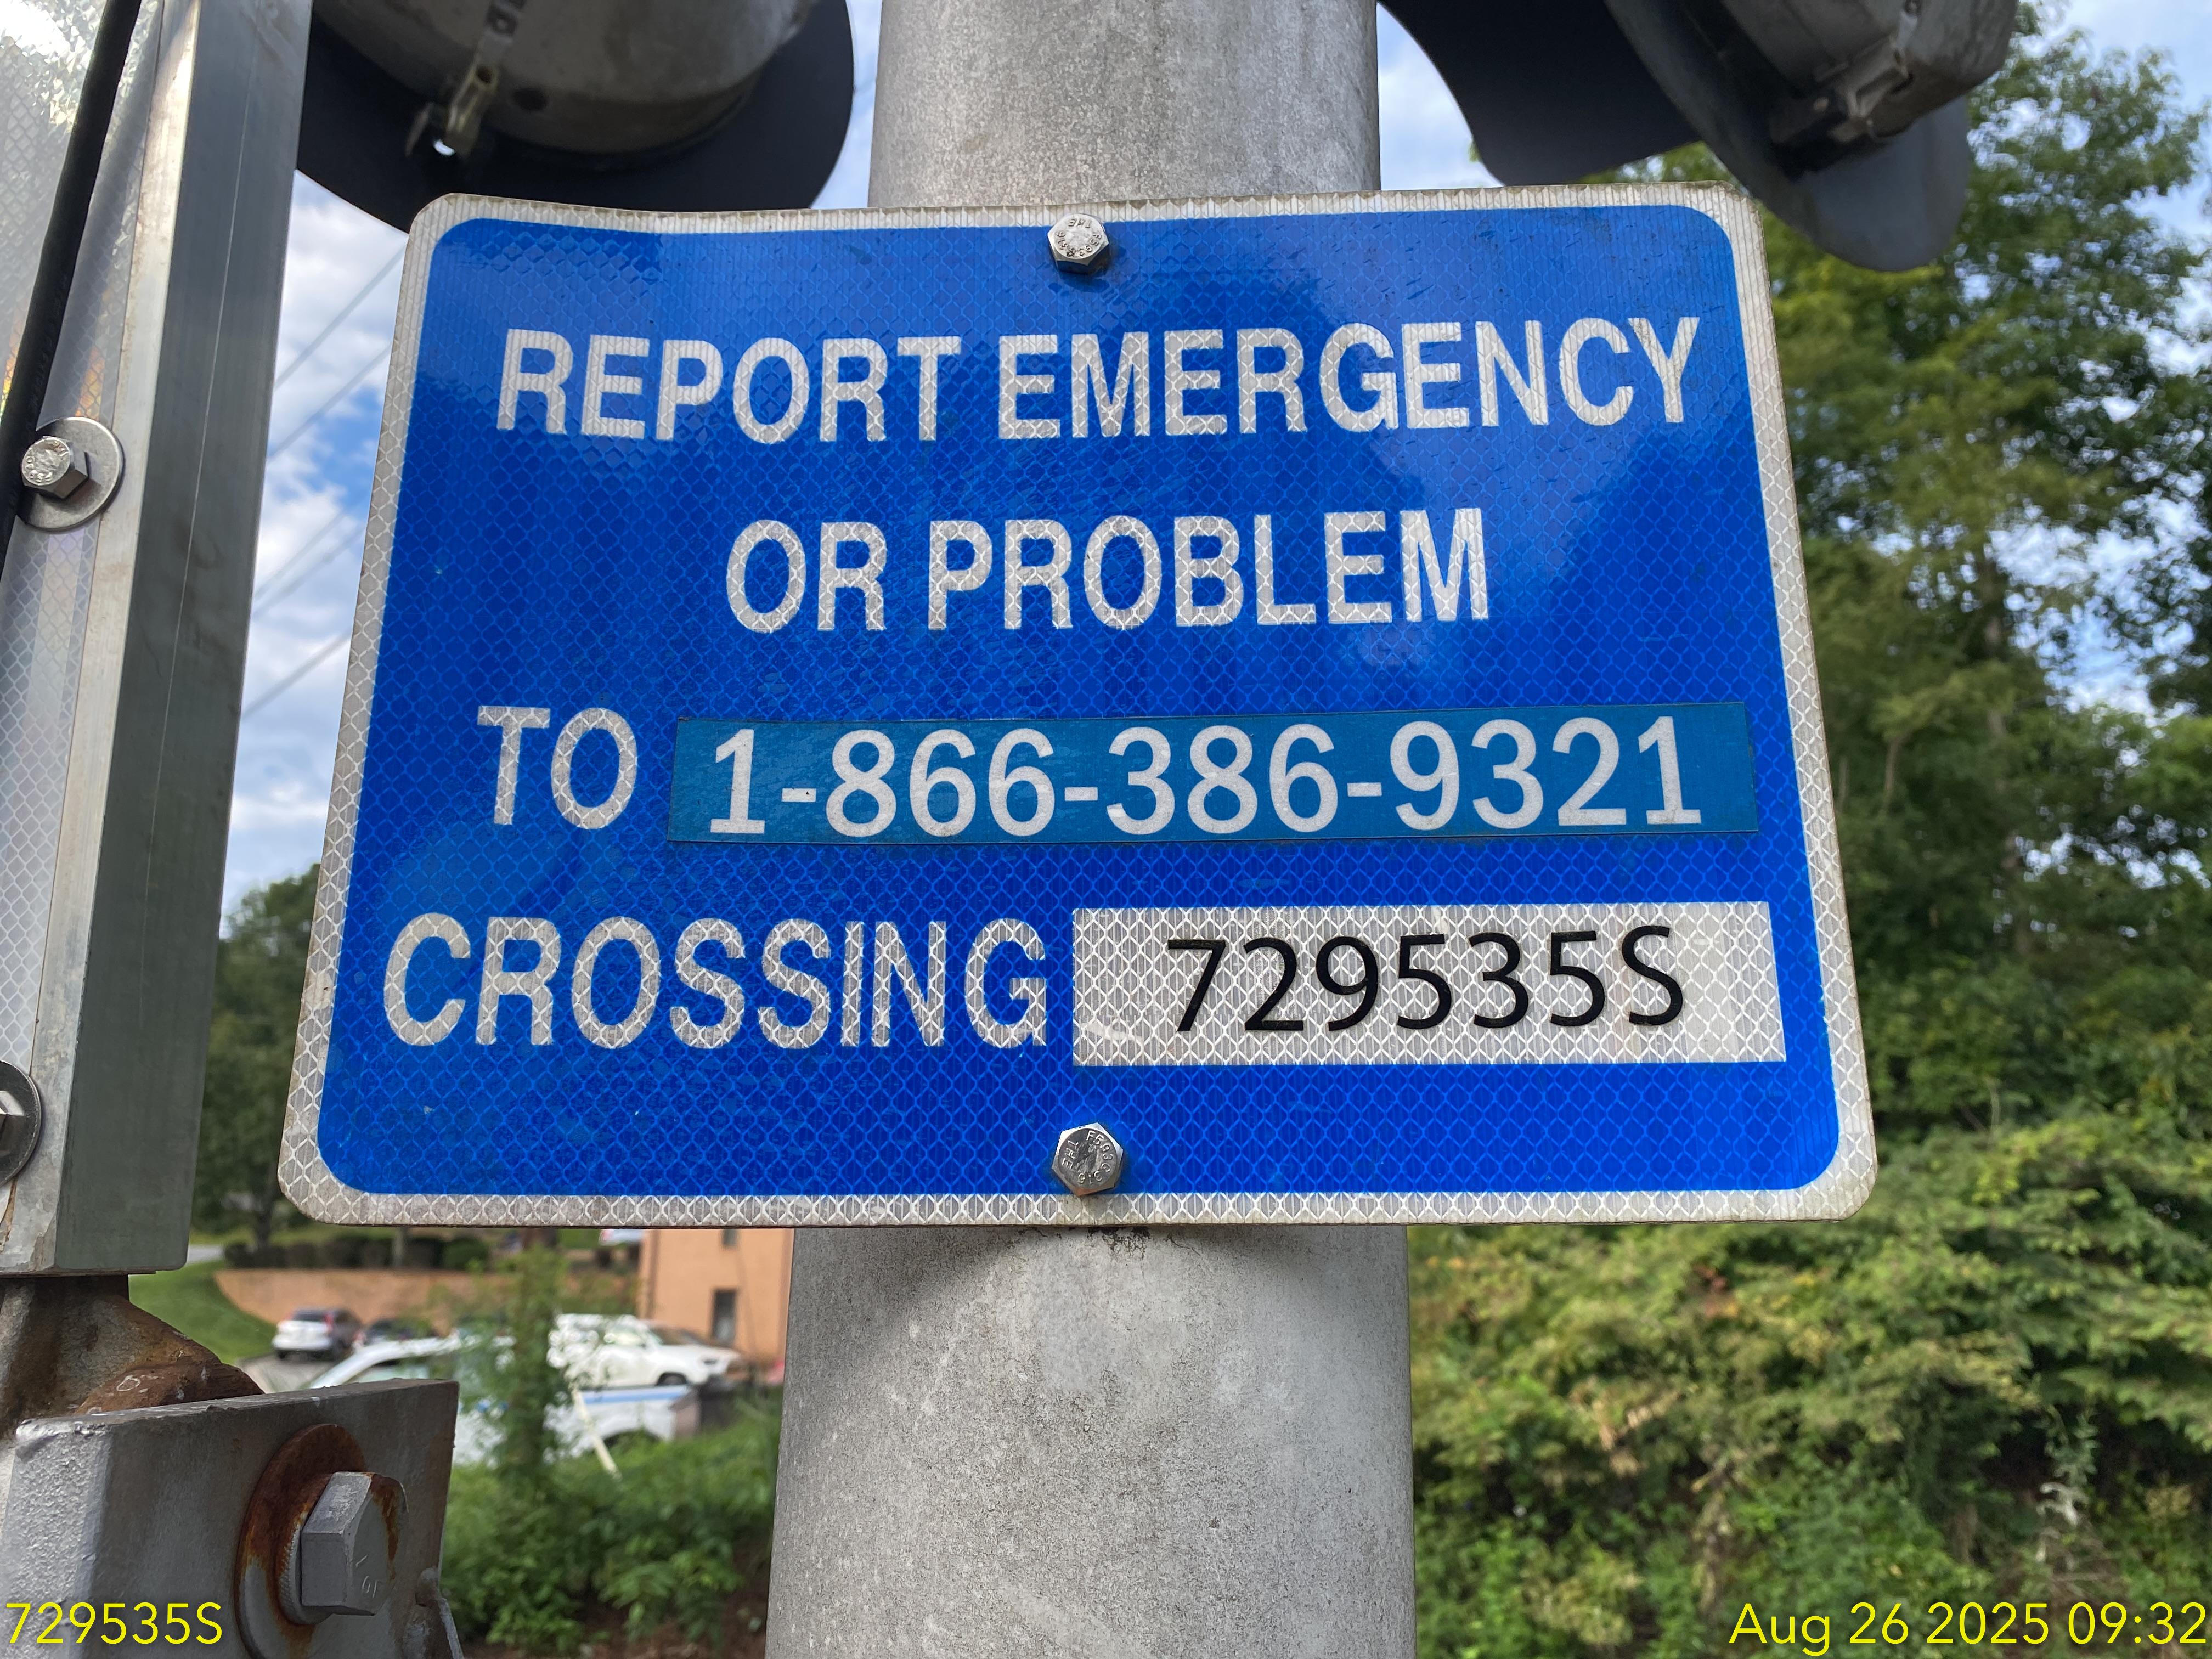 REPORT EMERGENCY
OR PROBLEM
TO 1-866-386-9321
CROSSING 729535S
729535S
Aug 26 2025 09:32